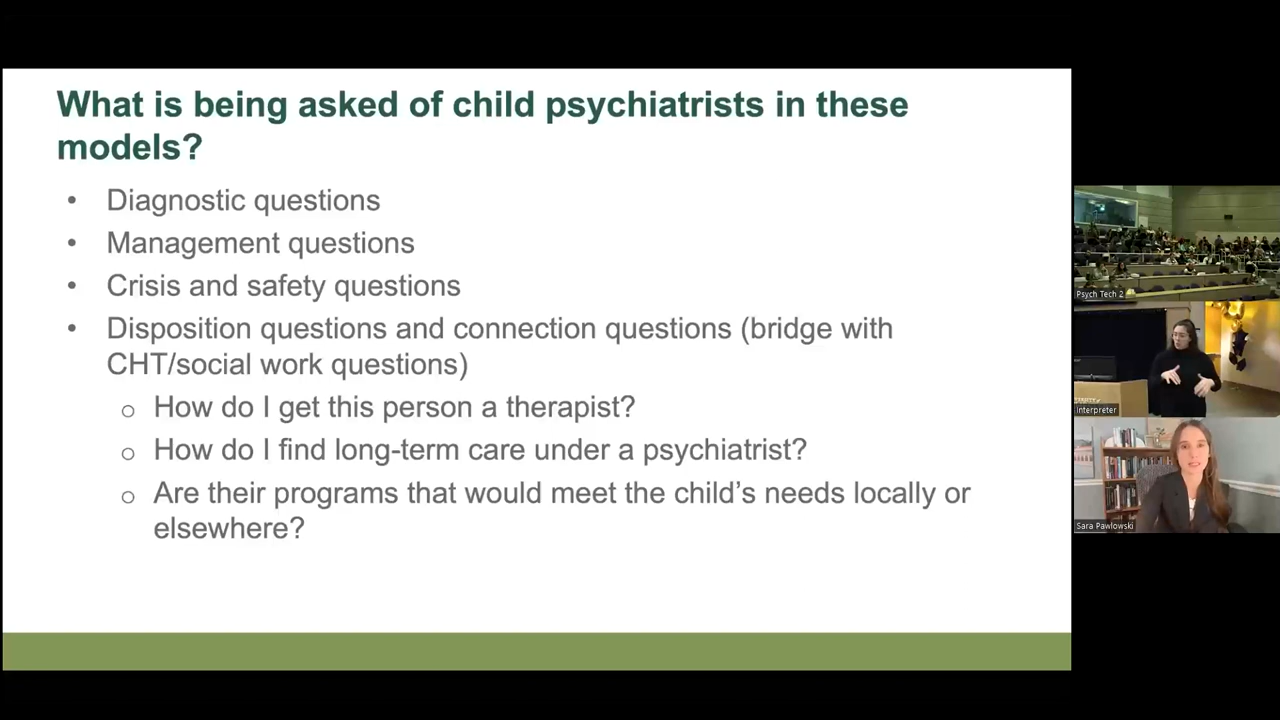 What is being asked of child psychiatrists in these
models?
• Diagnostic questions
• Management questions
• Crisis and safety questions
• Disposition questions and connection questions (bridge with
CHT/social work questions)
o How do I get this person a therapist?
o How do I find long-term care under a psychiatrist?
o Are their programs that would meet the child's needs locally or
elsewhere?
Psych Tech 2
Interpreter
Sara Pawlowski